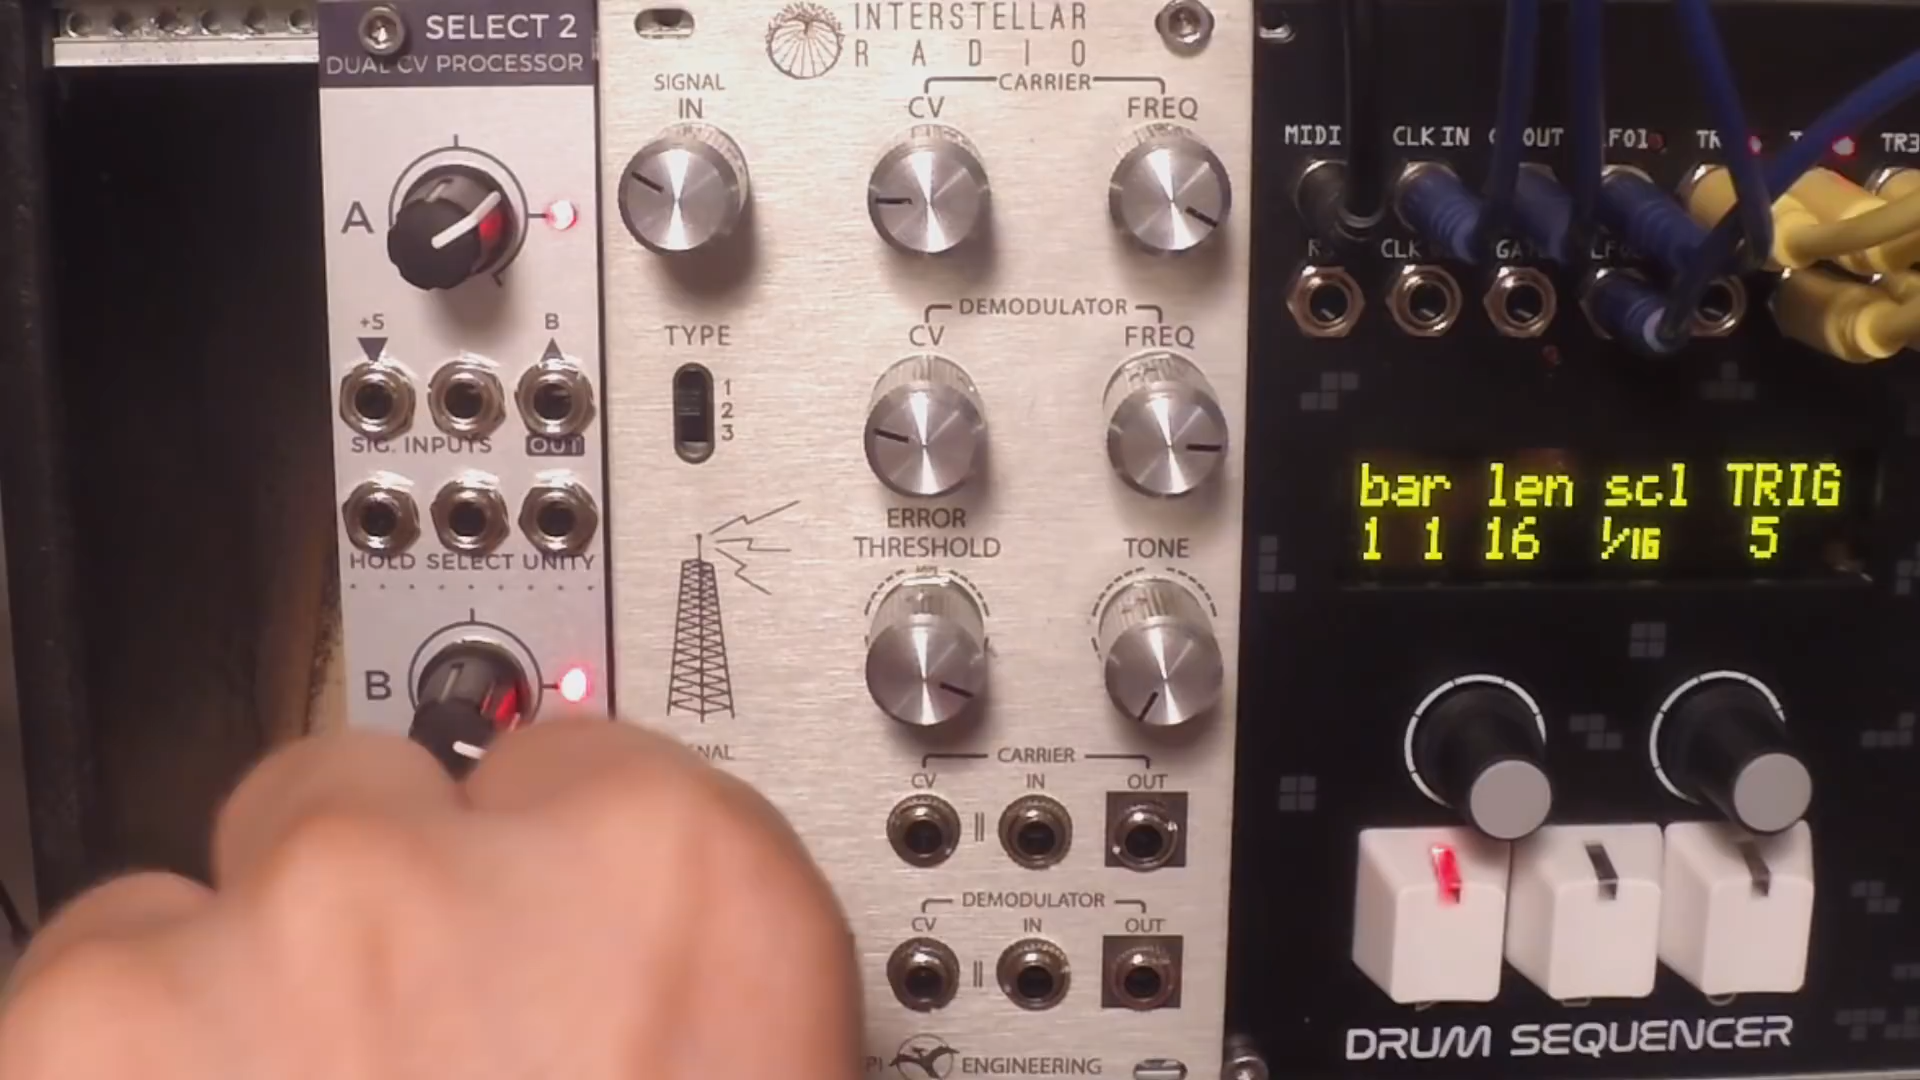 SELECT 2
DUAL CV PROCESSOR
A
+5
B
SIG. INPUTS
OUT
HOLD SELECT UNITY
B
INTERSTELLAR
RADIO
SIGNAL
IN
CARRIER
CV
FREQ
DEMODULATOR
TYPE
CV
FREQ
1
2
3
ERROR
THRESHOLD
TONE
CARRIER
CV
IN
OUT
DEMODULATOR
CV
IN
OUT
ENGINEERING
MIDI
CLK IN
OUT
CLK
bar len scl TRIG
1 1 16 1/16 5
DRUM SEQUENCER